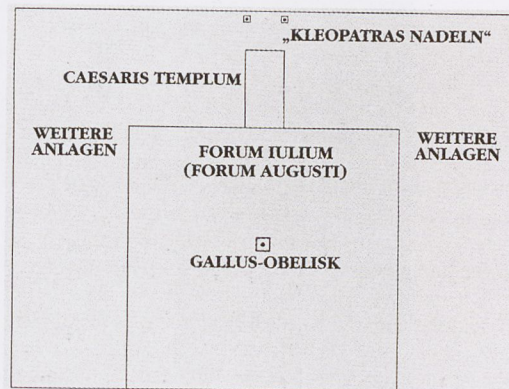 „KLEOPATRAS NADELN“
CAESARIS TEMPLUM
WEITERE
ANLAGEN
FORUM IULIUM
(FORUM AUGUSTI)
WEITERE
ANLAGEN
GALLUS-OBELISK